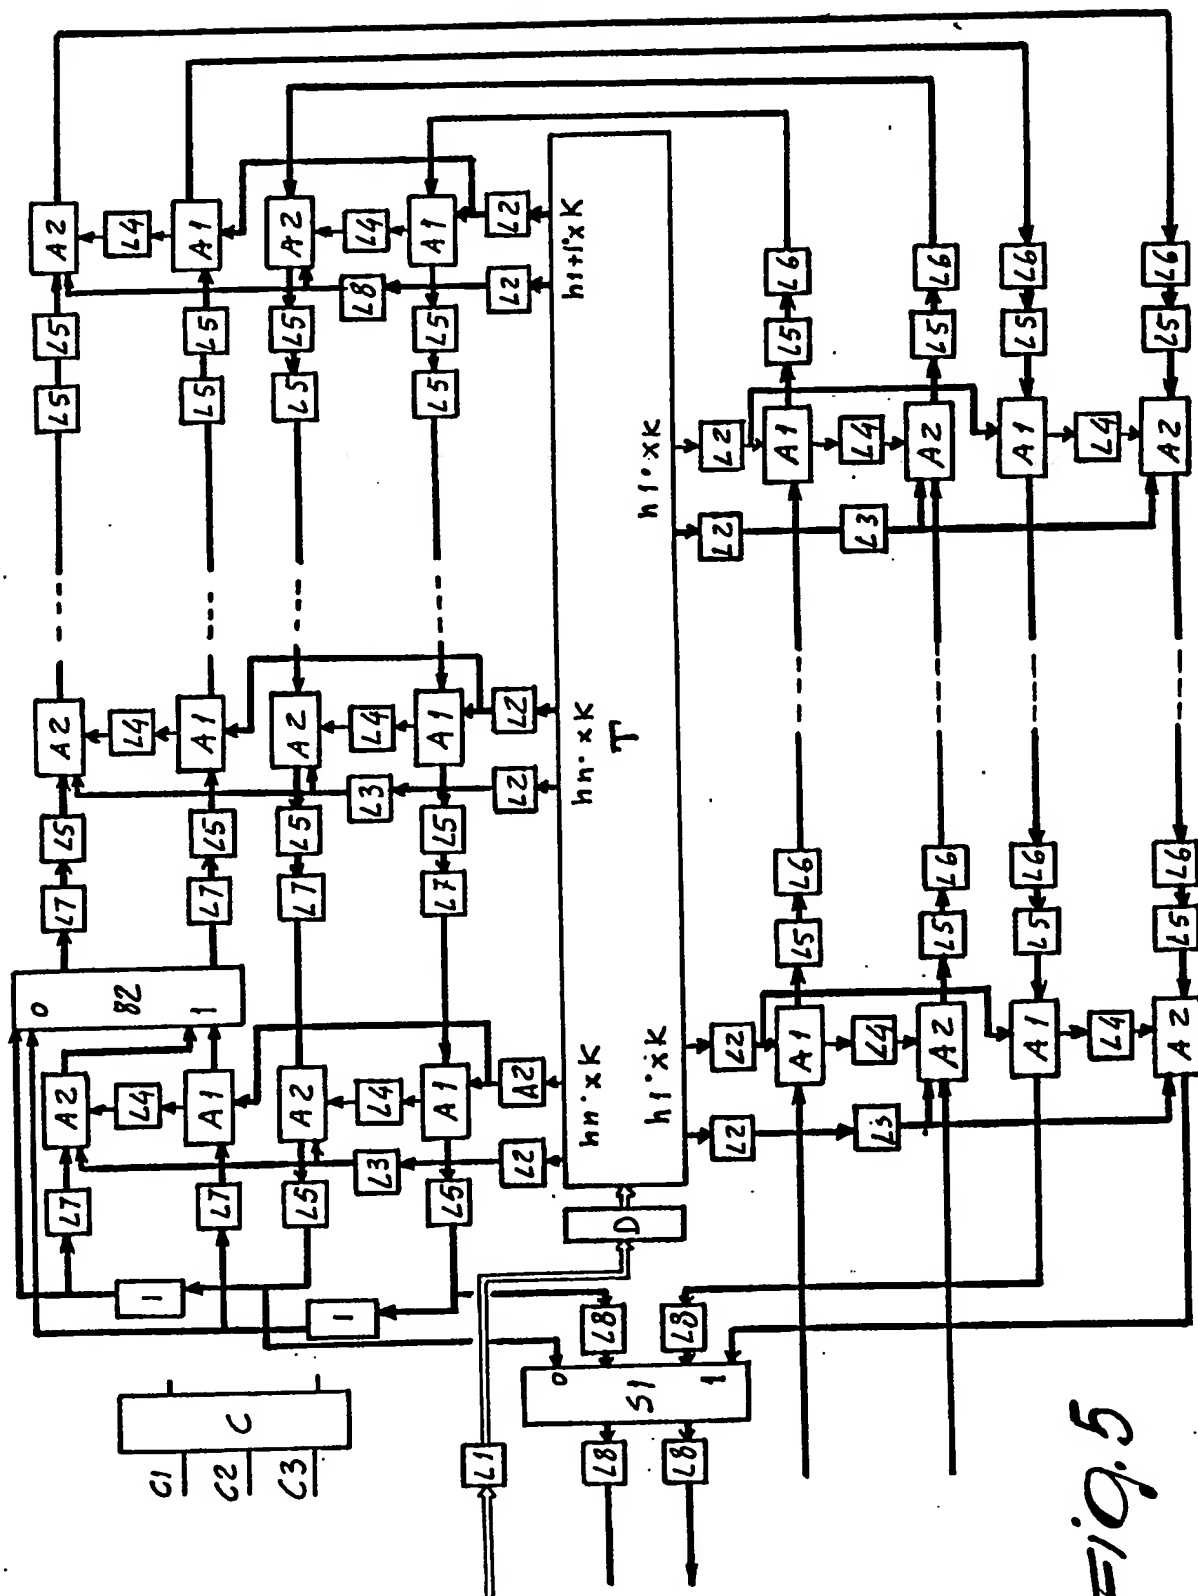 L7 A2 0 L7 L5 A2 L5 L5 A2
I L4 82 L4 L4
C1
C2 C L7 A1 1 L7 L5 A1 L5 L5 A1
C3 L5 A2 L7 L5 A2 L5 L5 A2
I L3 L4 L3 L4 L8 L4
L5 A1 L7 L5 A1 L5 L5 A1
L1 L2 A2 L2 L2 L2 L2
0 hn·xK hn·xK h1+1·xK
L8 L8 D T
S1 h1·xK h1·xK
L8 L8
1 L2 L2 L2 L2
A1 L5 L6 A1 L5 L6
L3 L4 L3 L4
A2 L5 L6 A2 L5 L6
A1 L5 L6 A1 L5 L6
L4 L4
A2 L5 L6 A2 L5 L6
Fig. 5